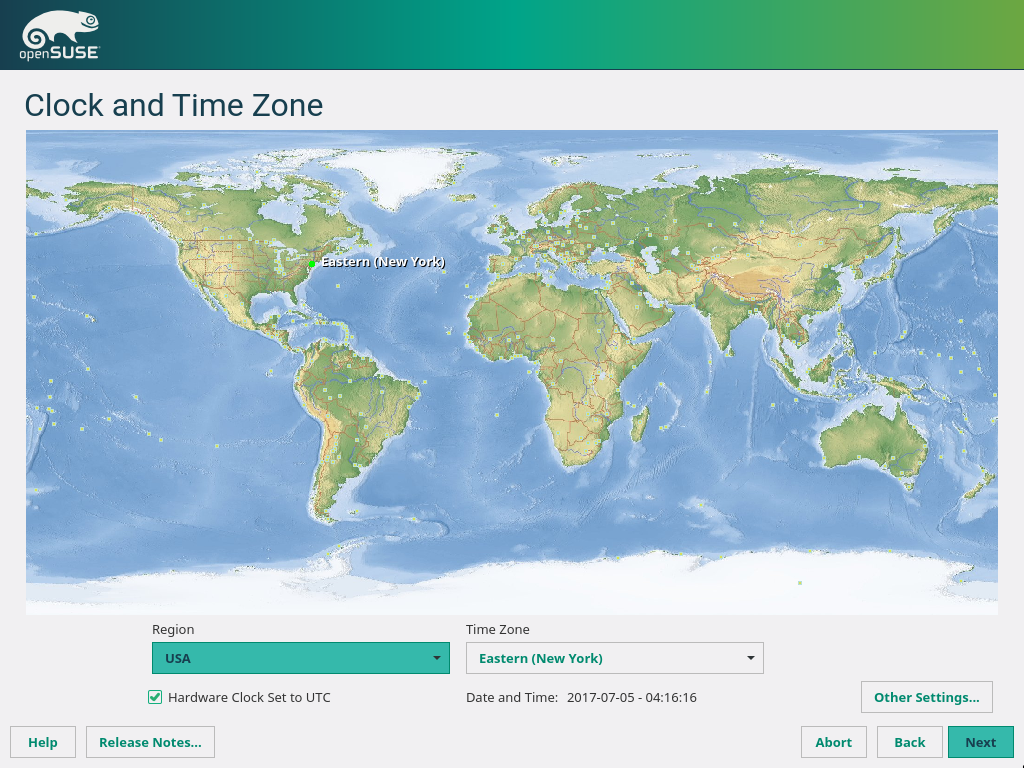 openSUSE
Clock and Time Zone
Eastern (New York)
Region
Time Zone
USA
Eastern (New York)
Hardware Clock Set to UTC
Date and Time: 2017-07-05 - 04:16:16
Other Settings...
Help
Release Notes...
Abort
Back
Next